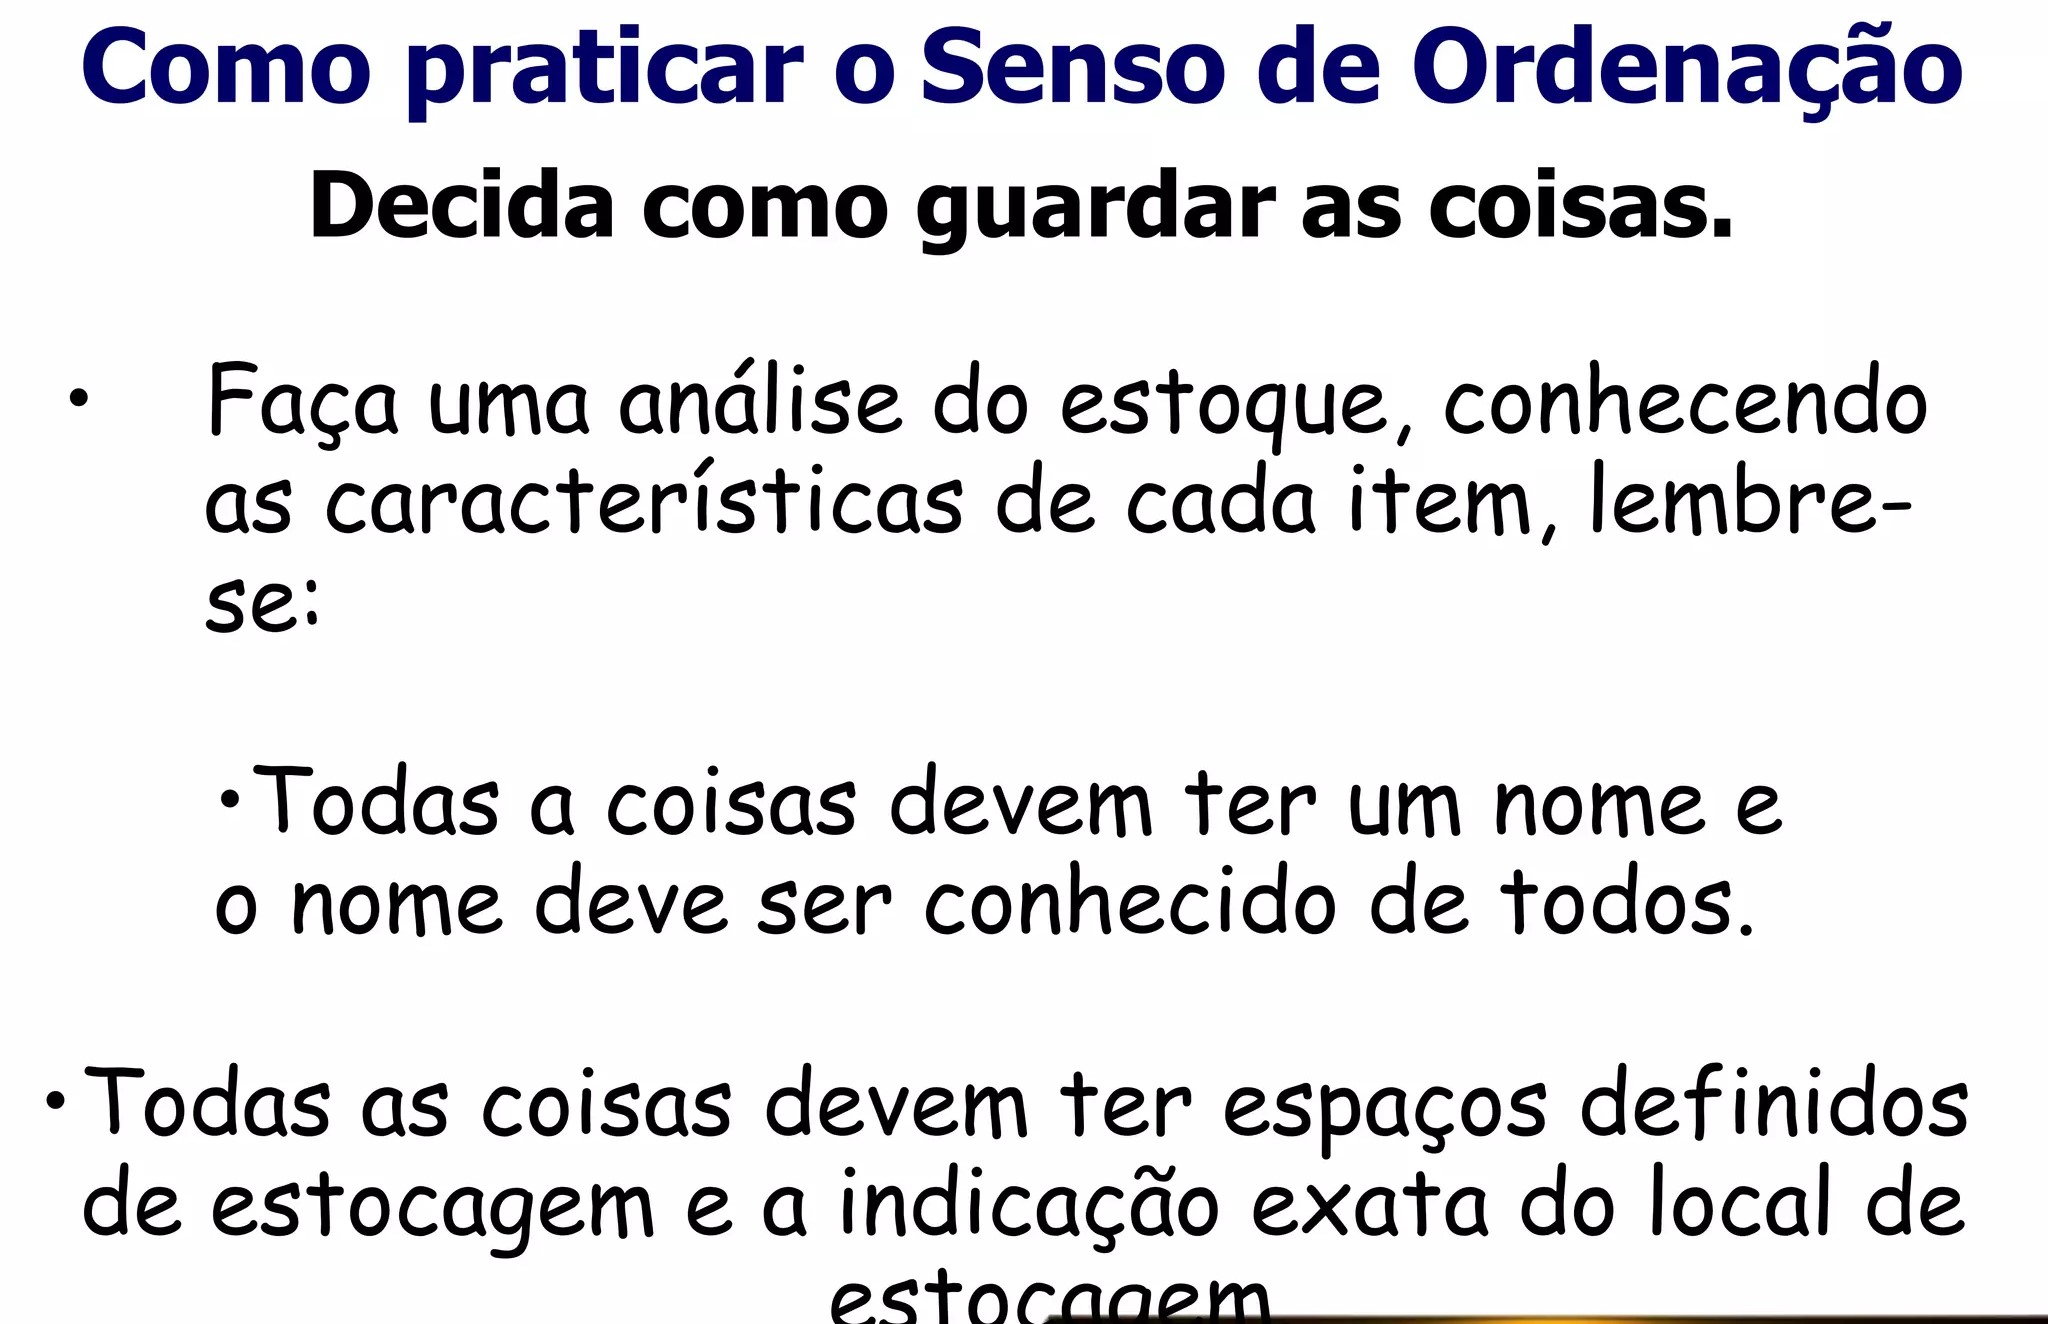 Como praticar o Senso de Ordenação
Decida como guardar as coisas.
• Faça uma análise do estoque, conhecendo
as características de cada item, lembre-
se:
•Todas a coisas devem ter um nome e
o nome deve ser conhecido de todos.
•Todas as coisas devem ter espaços definidos
de estocagem e a indicação exata do local de
estocagem